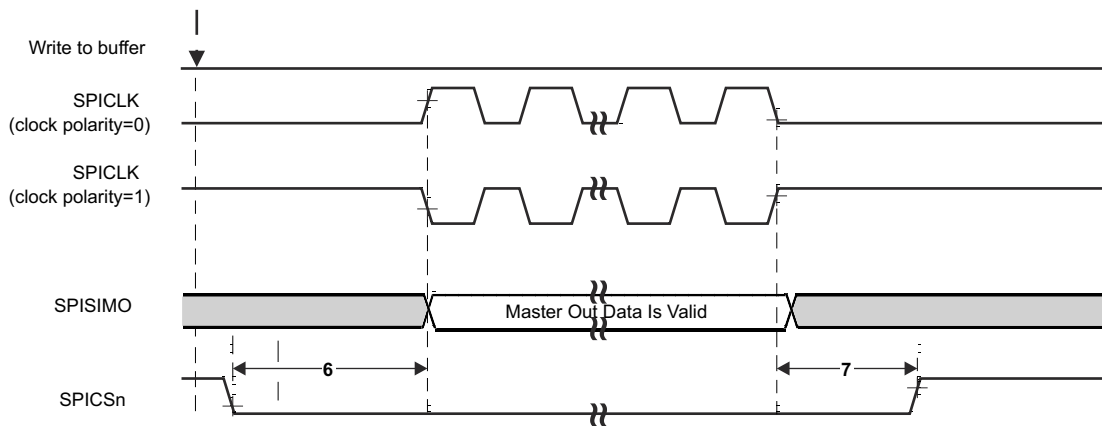 Write to buffer
SPICLK
(clock polarity=0)
SPICLK
(clock polarity=1)
SPISIMO
Master Out Data Is Valid
6
7
SPICSn